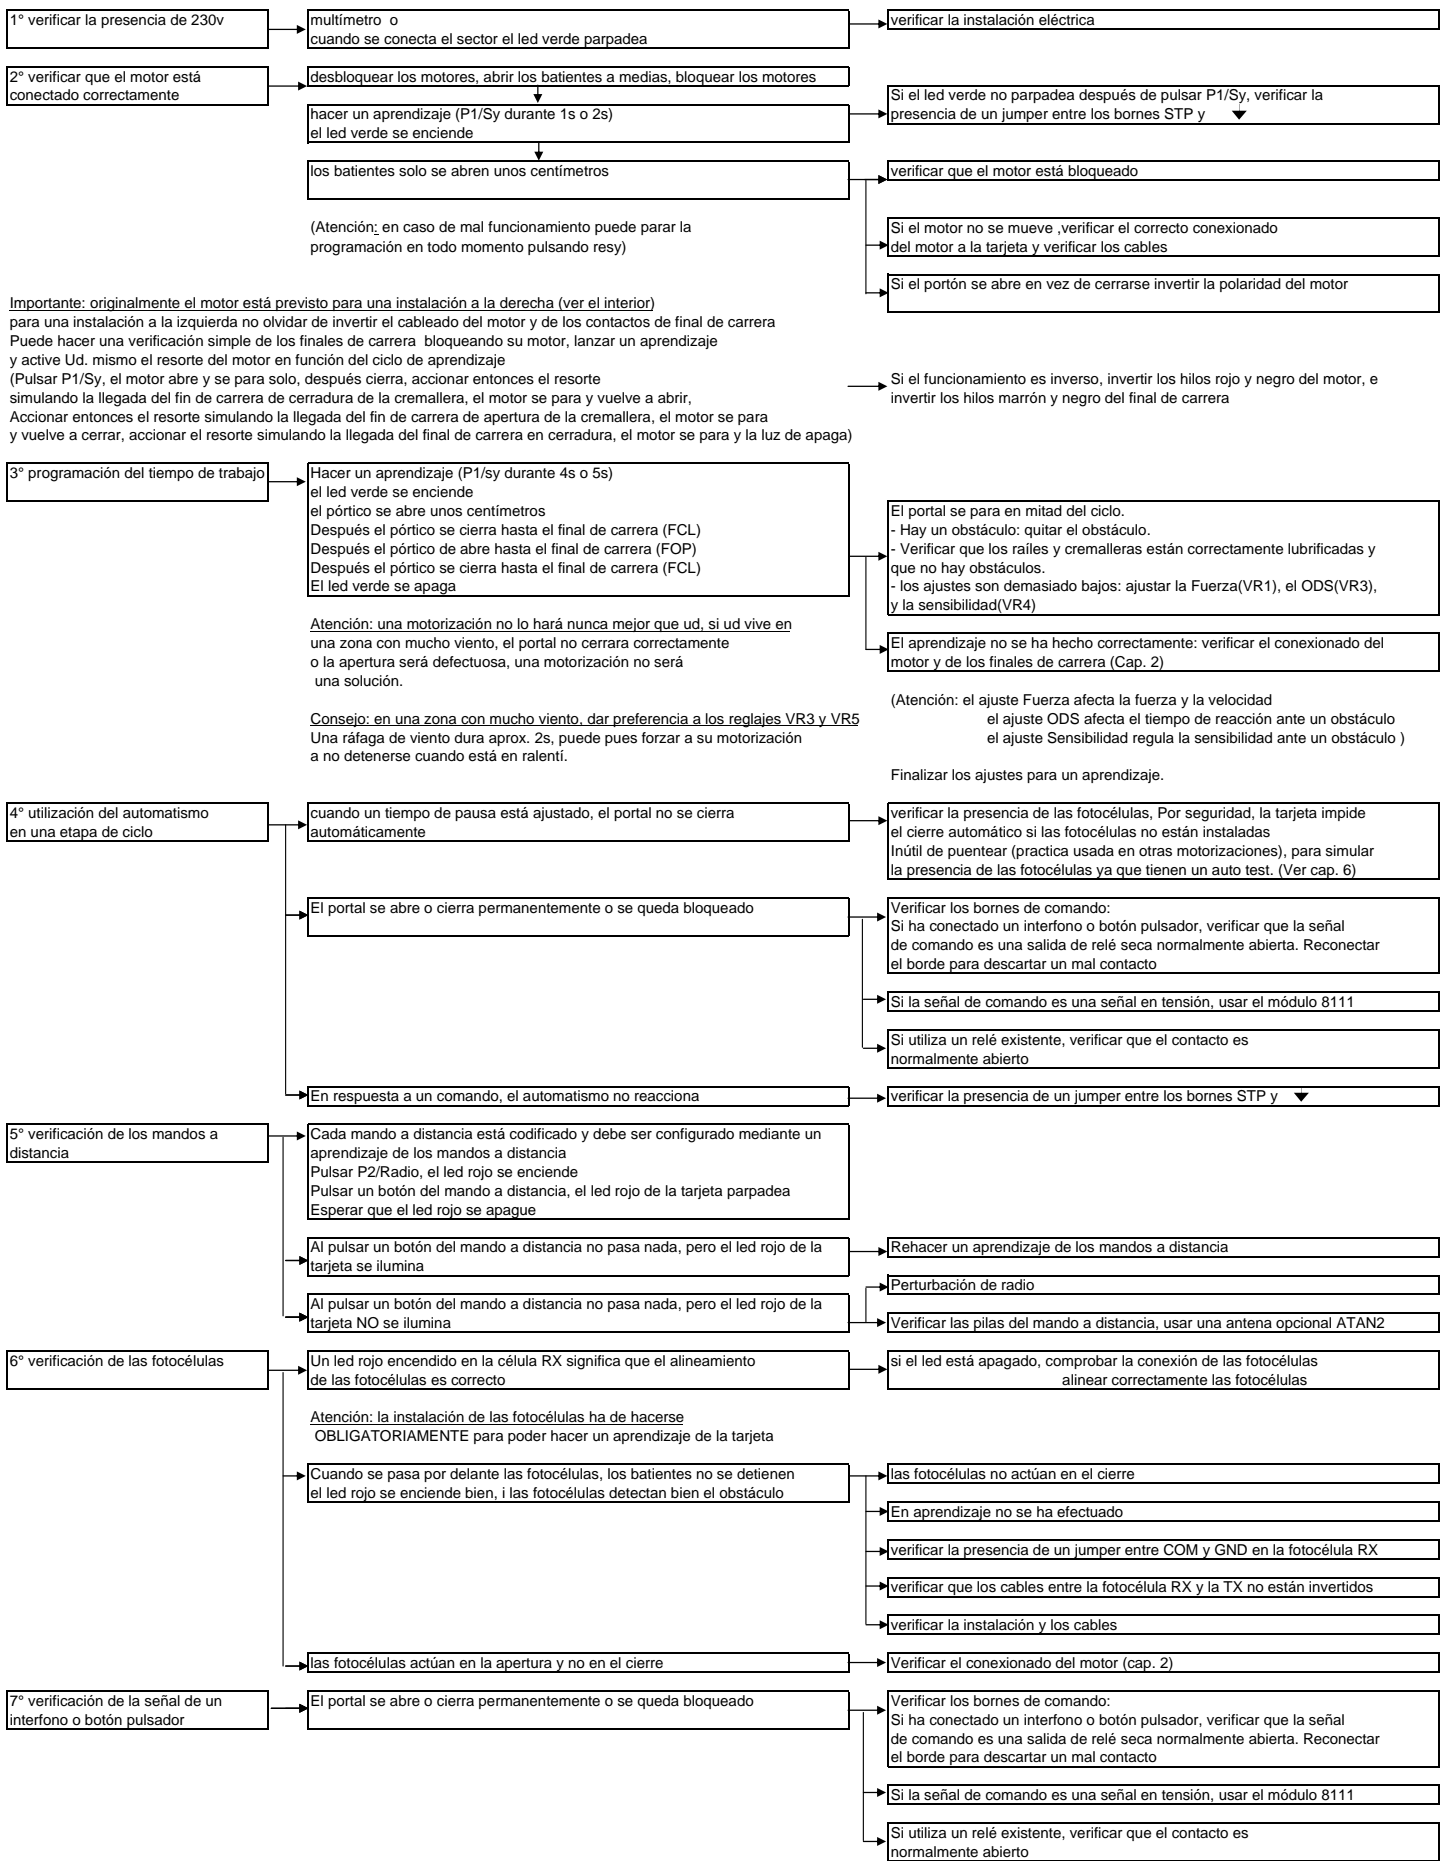 1° verificar la presencia de 230v
multímetro  o
cuando se conecta el sector el led verde parpadea
verificar la instalación eléctrica
2° verificar que el motor está
conectado correctamente
desbloquear los motores, abrir los batientes a medias, bloquear los motores
hacer un aprendizaje (P1/Sy durante 1s o 2s)
el led verde se enciende
Si el led verde no parpadea después de pulsar P1/Sy, verificar la
presencia de un jumper entre los bornes STP y
los batientes solo se abren unos centímetros
verificar que el motor está bloqueado
(Atención: en caso de mal funcionamiento puede parar la
programación en todo momento pulsando resy)
Si el motor no se mueve ,verificar el correcto conexionado
del motor a la tarjeta y verificar los cables
Si el portón se abre en vez de cerrarse invertir la polaridad del motor
Importante: originalmente el motor está previsto para una instalación a la derecha (ver el interior)
para una instalación a la izquierda no olvidar de invertir el cableado del motor y de los contactos de final de carrera
Puede hacer una verificación simple de los finales de carrera  bloqueando su motor, lanzar un aprendizaje
y active Ud. mismo el resorte del motor en función del ciclo de aprendizaje
(Pulsar P1/Sy, el motor abre y se para solo, después cierra, accionar entonces el resorte
simulando la llegada del fin de carrera de cerradura de la cremallera, el motor se para y vuelve a abrir,
Accionar entonces el resorte simulando la llegada del fin de carrera de apertura de la cremallera, el motor se para
y vuelve a cerrar, accionar el resorte simulando la llegada del final de carrera en cerradura, el motor se para y la luz de apaga)
Si el funcionamiento es inverso, invertir los hilos rojo y negro del motor, e
invertir los hilos marrón y negro del final de carrera
3° programación del tiempo de trabajo
Hacer un aprendizaje (P1/sy durante 4s o 5s)
el led verde se enciende
el pórtico se abre unos centímetros
Después el pórtico se cierra hasta el final de carrera (FCL)
Después el pórtico de abre hasta el final de carrera (FOP)
Después el pórtico se cierra hasta el final de carrera (FCL)
El led verde se apaga
El portal se para en mitad del ciclo.
- Hay un obstáculo: quitar el obstáculo.
- Verificar que los raíles y cremalleras están correctamente lubrificadas y
que no hay obstáculos.
- los ajustes son demasiado bajos: ajustar la Fuerza(VR1), el ODS(VR3),
y la sensibilidad(VR4)
Atención: una motorización no lo hará nunca mejor que ud, si ud vive en
una zona con mucho viento, el portal no cerrara correctamente
o la apertura será defectuosa, una motorización no será
una solución.
El aprendizaje no se ha hecho correctamente: verificar el conexionado del
motor y de los finales de carrera (Cap. 2)
Consejo: en una zona con mucho viento, dar preferencia a los reglajes VR3 y VR5
Una ráfaga de viento dura aprox. 2s, puede pues forzar a su motorización
a no detenerse cuando está en ralentí.
(Atención: el ajuste Fuerza afecta la fuerza y la velocidad
el ajuste ODS afecta el tiempo de reacción ante un obstáculo
el ajuste Sensibilidad regula la sensibilidad ante un obstáculo )
Finalizar los ajustes para un aprendizaje.
4° utilización del automatismo
en una etapa de ciclo
cuando un tiempo de pausa está ajustado, el portal no se cierra
automáticamente
verificar la presencia de las fotocélulas, Por seguridad, la tarjeta impide
el cierre automático si las fotocélulas no están instaladas
Inútil de puentear (practica usada en otras motorizaciones), para simular
la presencia de las fotocélulas ya que tienen un auto test. (Ver cap. 6)
El portal se abre o cierra permanentemente o se queda bloqueado
Verificar los bornes de comando:
Si ha conectado un interfono o botón pulsador, verificar que la señal
de comando es una salida de relé seca normalmente abierta. Reconectar
el borde para descartar un mal contacto
Si la señal de comando es una señal en tensión, usar el módulo 8111
Si utiliza un relé existente, verificar que el contacto es
normalmente abierto
En respuesta a un comando, el automatismo no reacciona
verificar la presencia de un jumper entre los bornes STP y
5° verificación de los mandos a
distancia
Cada mando a distancia está codificado y debe ser configurado mediante un
aprendizaje de los mandos a distancia
Pulsar P2/Radio, el led rojo se enciende
Pulsar un botón del mando a distancia, el led rojo de la tarjeta parpadea
Esperar que el led rojo se apague
Al pulsar un botón del mando a distancia no pasa nada, pero el led rojo de la
tarjeta se ilumina
Rehacer un aprendizaje de los mandos a distancia
Perturbación de radio
Al pulsar un botón del mando a distancia no pasa nada, pero el led rojo de la
tarjeta NO se ilumina
Verificar las pilas del mando a distancia, usar una antena opcional ATAN2
6° verificación de las fotocélulas
Un led rojo encendido en la célula RX significa que el alineamiento
de las fotocélulas es correcto
si el led está apagado, comprobar la conexión de las fotocélulas
alinear correctamente las fotocélulas
Atención: la instalación de las fotocélulas ha de hacerse
OBLIGATORIAMENTE para poder hacer un aprendizaje de la tarjeta
Cuando se pasa por delante las fotocélulas, los batientes no se detienen
el led rojo se enciende bien, i las fotocélulas detectan bien el obstáculo
las fotocélulas no actúan en el cierre
En aprendizaje no se ha efectuado
verificar la presencia de un jumper entre COM y GND en la fotocélula RX
verificar que los cables entre la fotocélula RX y la TX no están invertidos
verificar la instalación y los cables
las fotocélulas actúan en la apertura y no en el cierre
Verificar el conexionado del motor (cap. 2)
7° verificación de la señal de un
interfono o botón pulsador
El portal se abre o cierra permanentemente o se queda bloqueado
Verificar los bornes de comando:
Si ha conectado un interfono o botón pulsador, verificar que la señal
de comando es una salida de relé seca normalmente abierta. Reconectar
el borde para descartar un mal contacto
Si la señal de comando es una señal en tensión, usar el módulo 8111
Si utiliza un relé existente, verificar que el contacto es
normalmente abierto